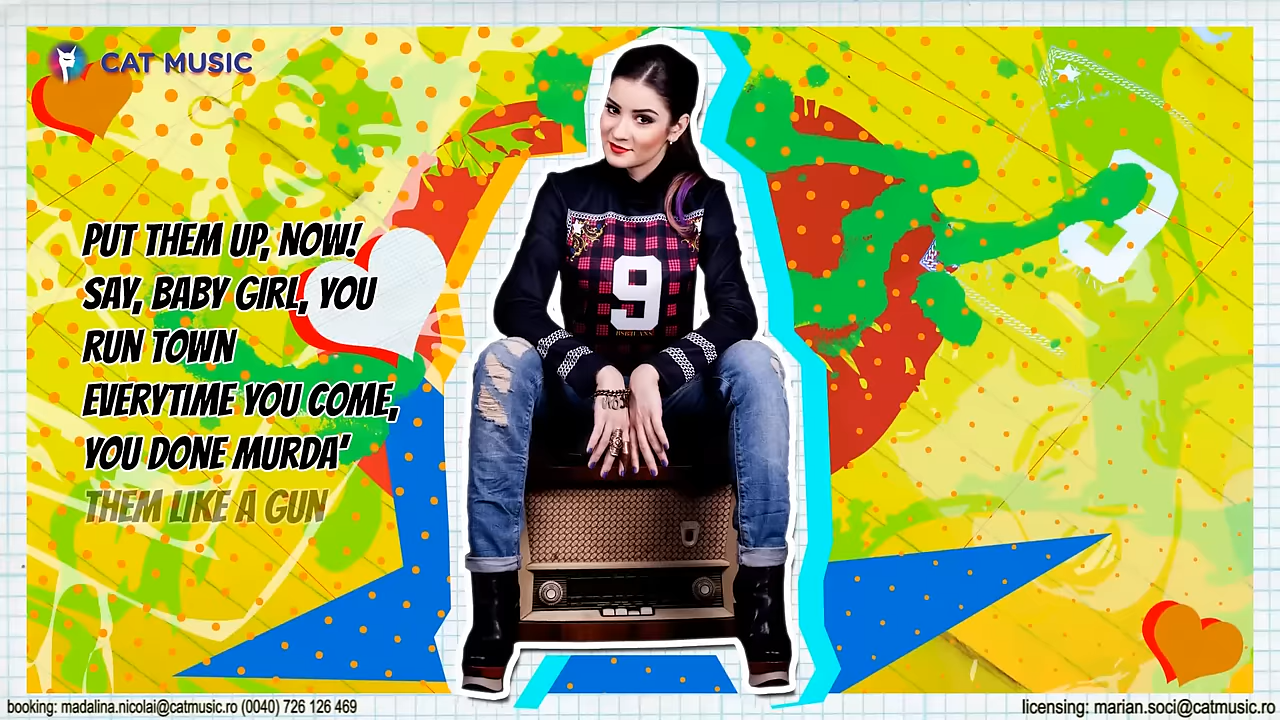 CAT MUSIC
PUT THEM UP, NOW!
SAY, BABY GIRL, YOU
RUN TOWN
EVERYTIME YOU COME,
YOU DONE MURDA'
THEM LIKE A GUN
9
booking: madalina.nicolai@catmusic.ro (0040) 726 126 469
licensing: marian.soci@catmusic.ro